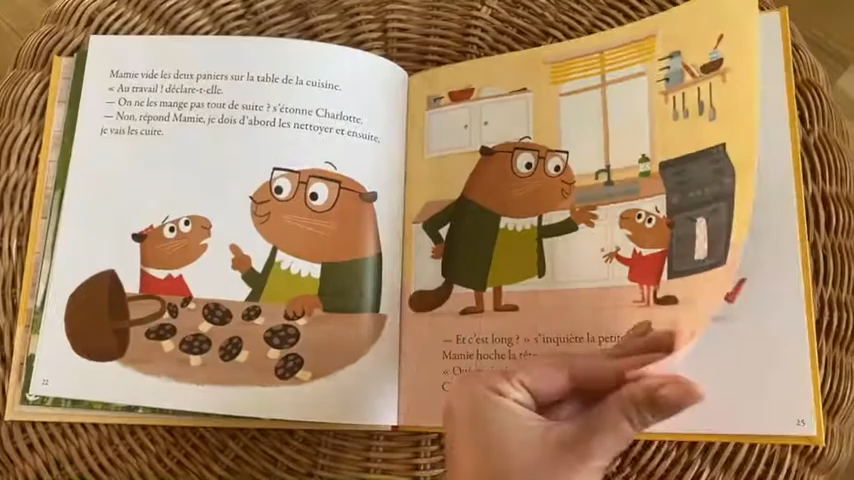 Mamie vide les deux paniers sur la table de la cuisine.
« Au travail ! déclare-t-elle.
— On ne les mange pas tout de suite ? s'étonne Charlotte.
— Non, répond Mamie, je dois d'abord les nettoyer et ensuite,
je vais les cuire.
22
— Et c'est long ? » s'inquiète la petite
Mamie hoche la tête
25